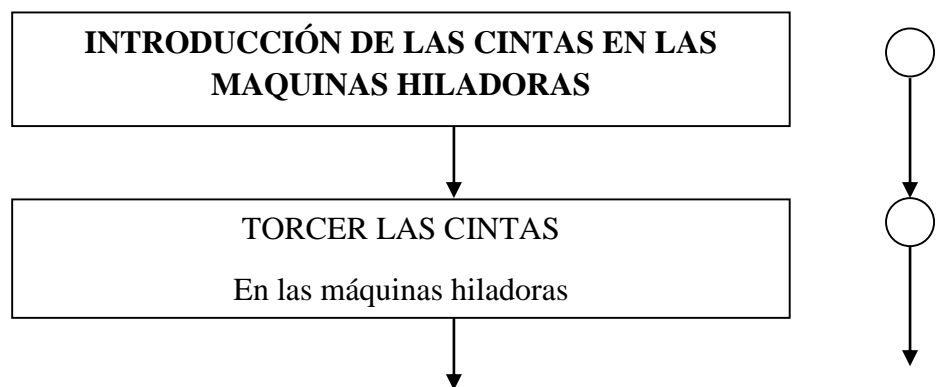 INTRODUCCIÓN DE LAS CINTAS EN LAS
MAQUINAS HILADORAS
TORCER LAS CINTAS
En las máquinas hiladoras